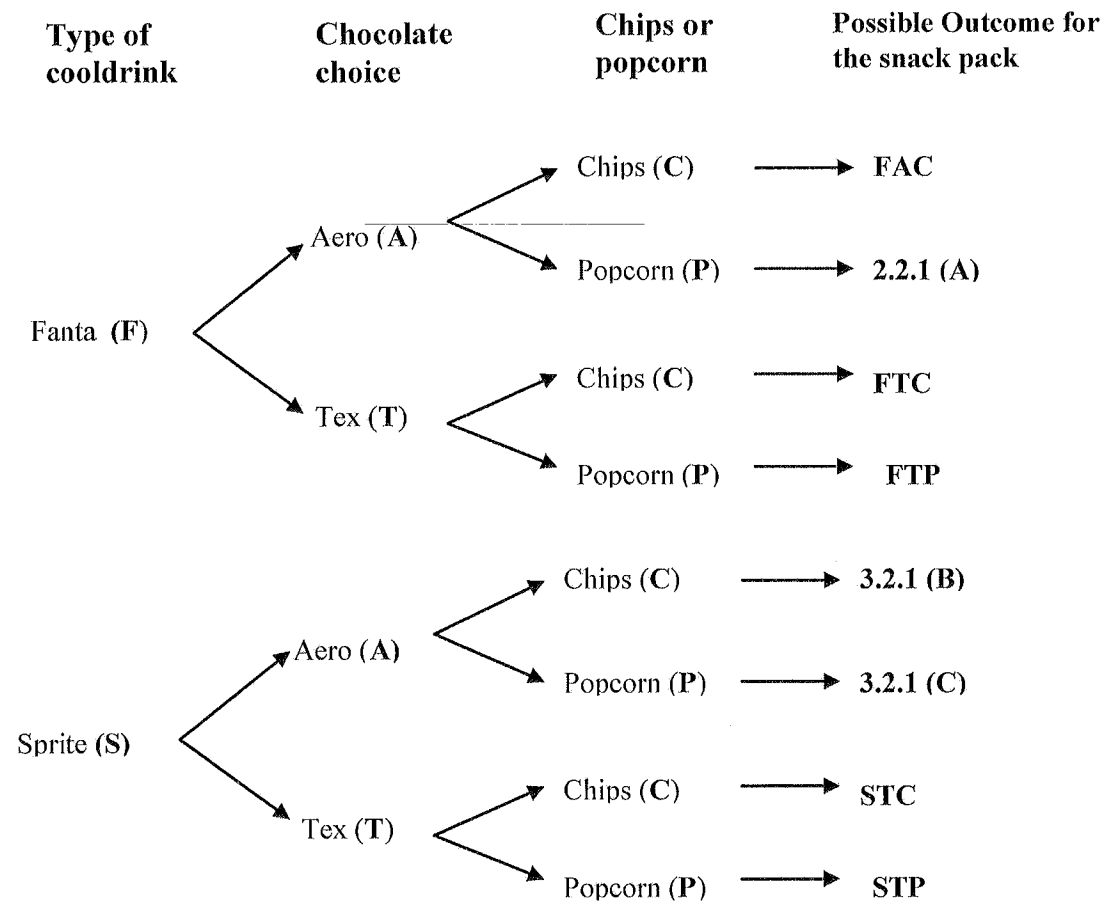 Type of cooldrink
Chocolate choice
Chips or popcorn
Possible Outcome for the snack pack
Chips (C)
FAC
Aero (A)
Popcorn (P)
2.2.1 (A)
Fanta (F)
Chips (C)
FTC
Tex (T)
Popcorn (P)
FTP
Chips (C)
3.2.1 (B)
Aero (A)
Popcorn (P)
3.2.1 (C)
Sprite (S)
Chips (C)
STC
Tex (T)
Popcorn (P)
STP